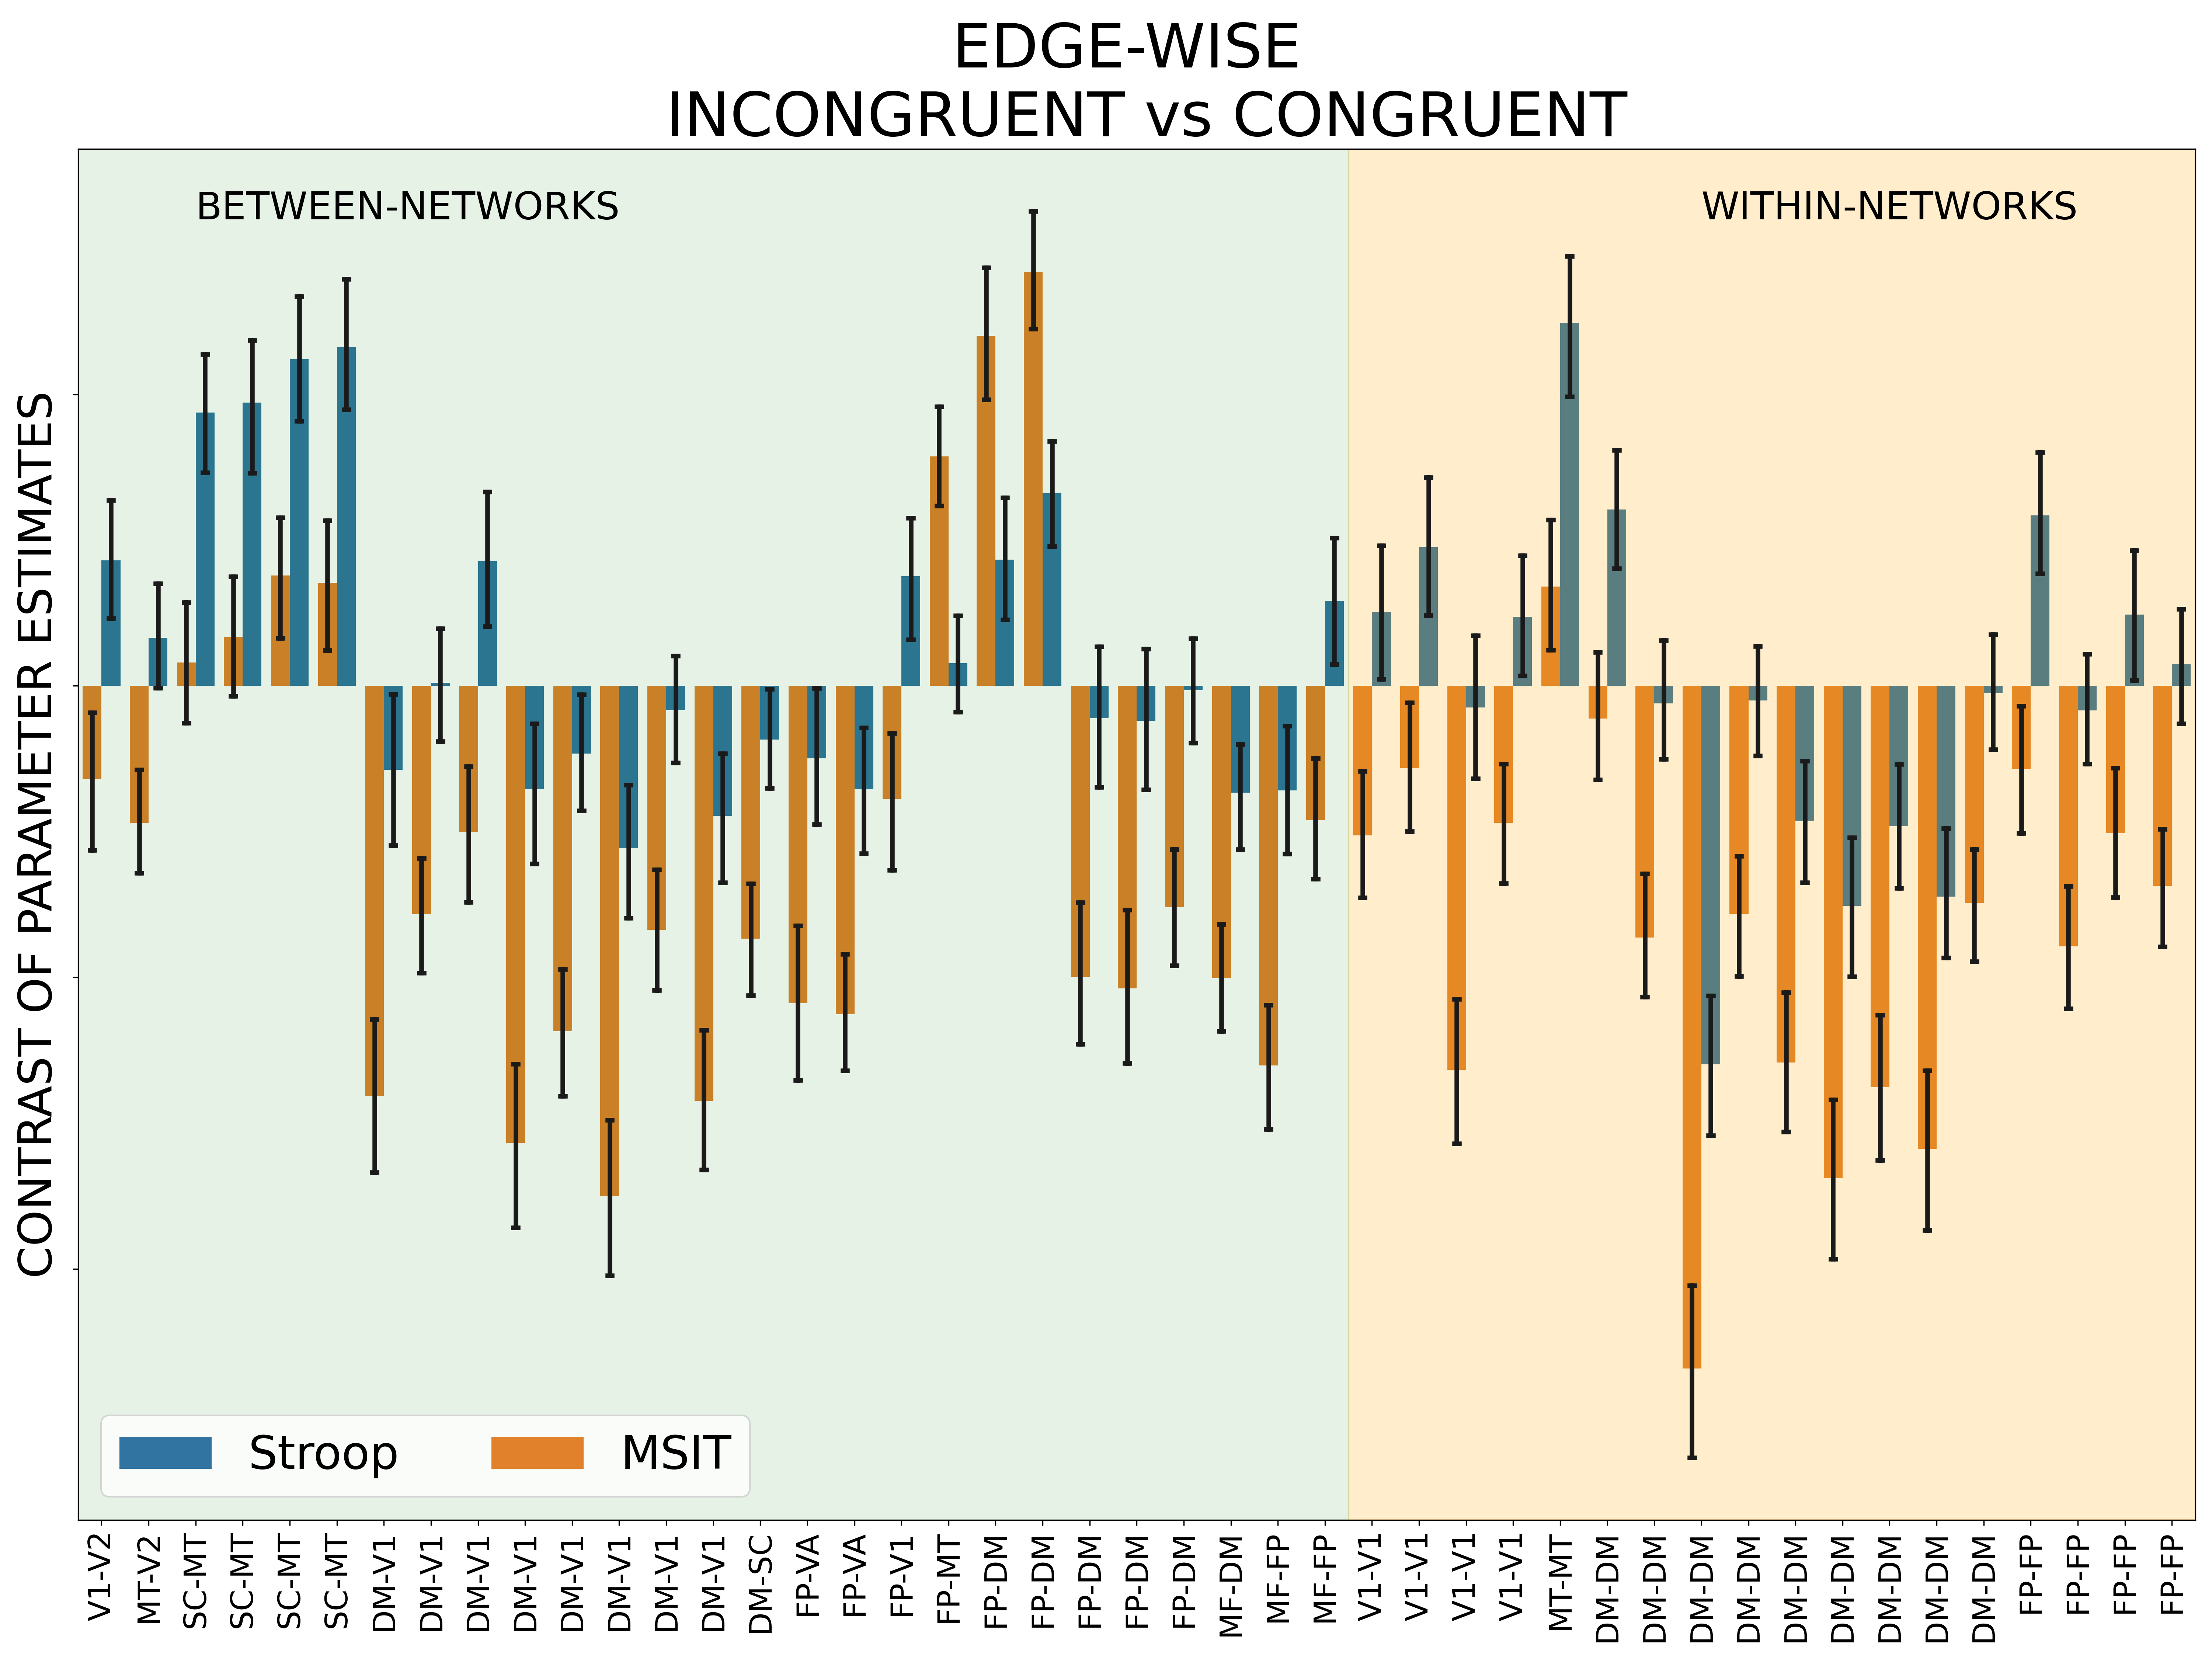 EDGE-WISE
INCONGRUENT vs CONGRUENT
BETWEEN-NETWORKS
WITHIN-NETWORKS
CONTRAST OF PARAMETER ESTIMATES
Stroop
MSIT
V1-V2
MT-V2
SC-MT
SC-MT
SC-MT
SC-MT
DM-V1
DM-V1
DM-V1
DM-V1
DM-V1
DM-V1
DM-V1
DM-V1
DM-SC
FP-VA
FP-VA
FP-V1
FP-MT
FP-DM
FP-DM
FP-DM
FP-DM
FP-DM
MF-DM
MF-FP
MF-FP
V1-V1
V1-V1
V1-V1
V1-V1
MT-MT
DM-DM
DM-DM
DM-DM
DM-DM
DM-DM
DM-DM
DM-DM
DM-DM
DM-DM
FP-FP
FP-FP
FP-FP
FP-FP